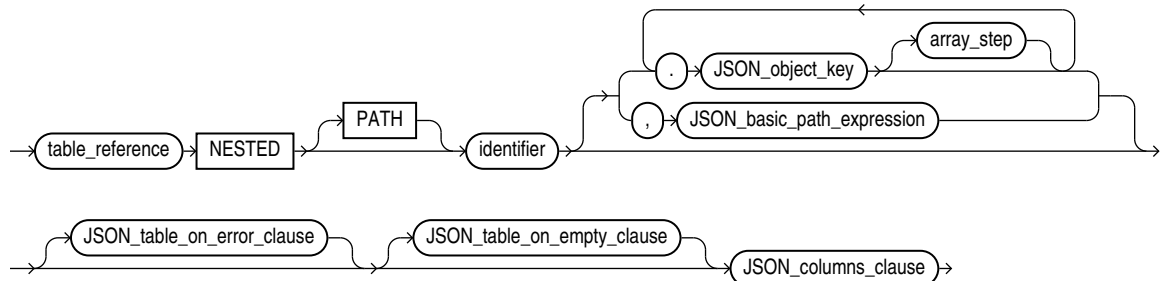 . JSON_object_key array_step
, JSON_basic_path_expression
table_reference NESTED PATH identifier
JSON_table_on_error_clause JSON_table_on_empty_clause JSON_columns_clause